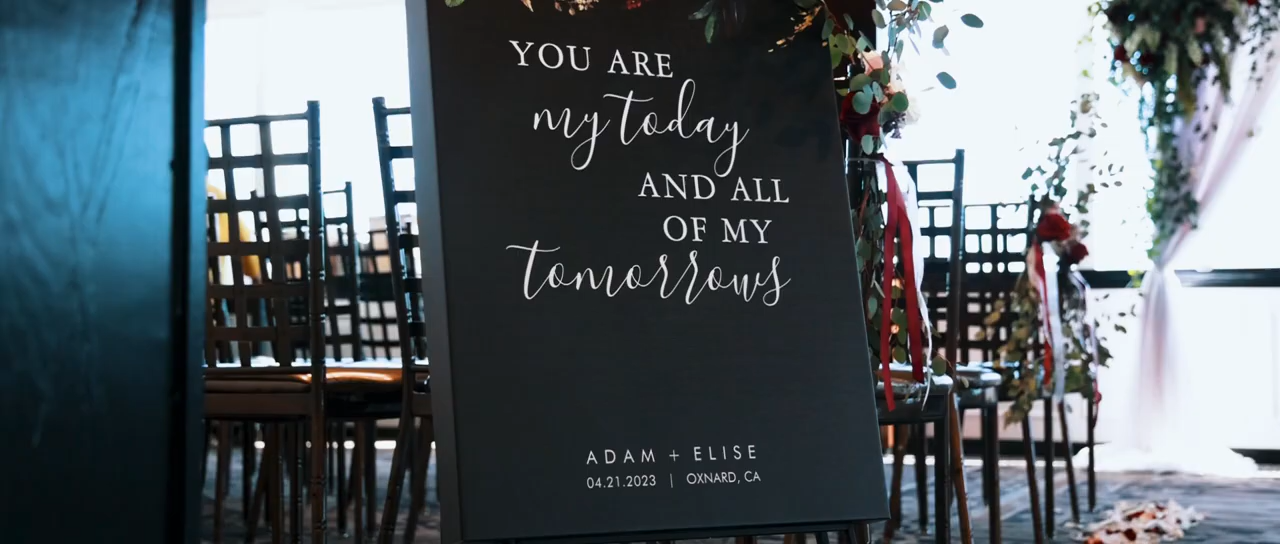 YOU ARE
my today
AND ALL
OF MY
tomorrows
ADAM + ELISE
04.21.2023 | OXNARD, CA